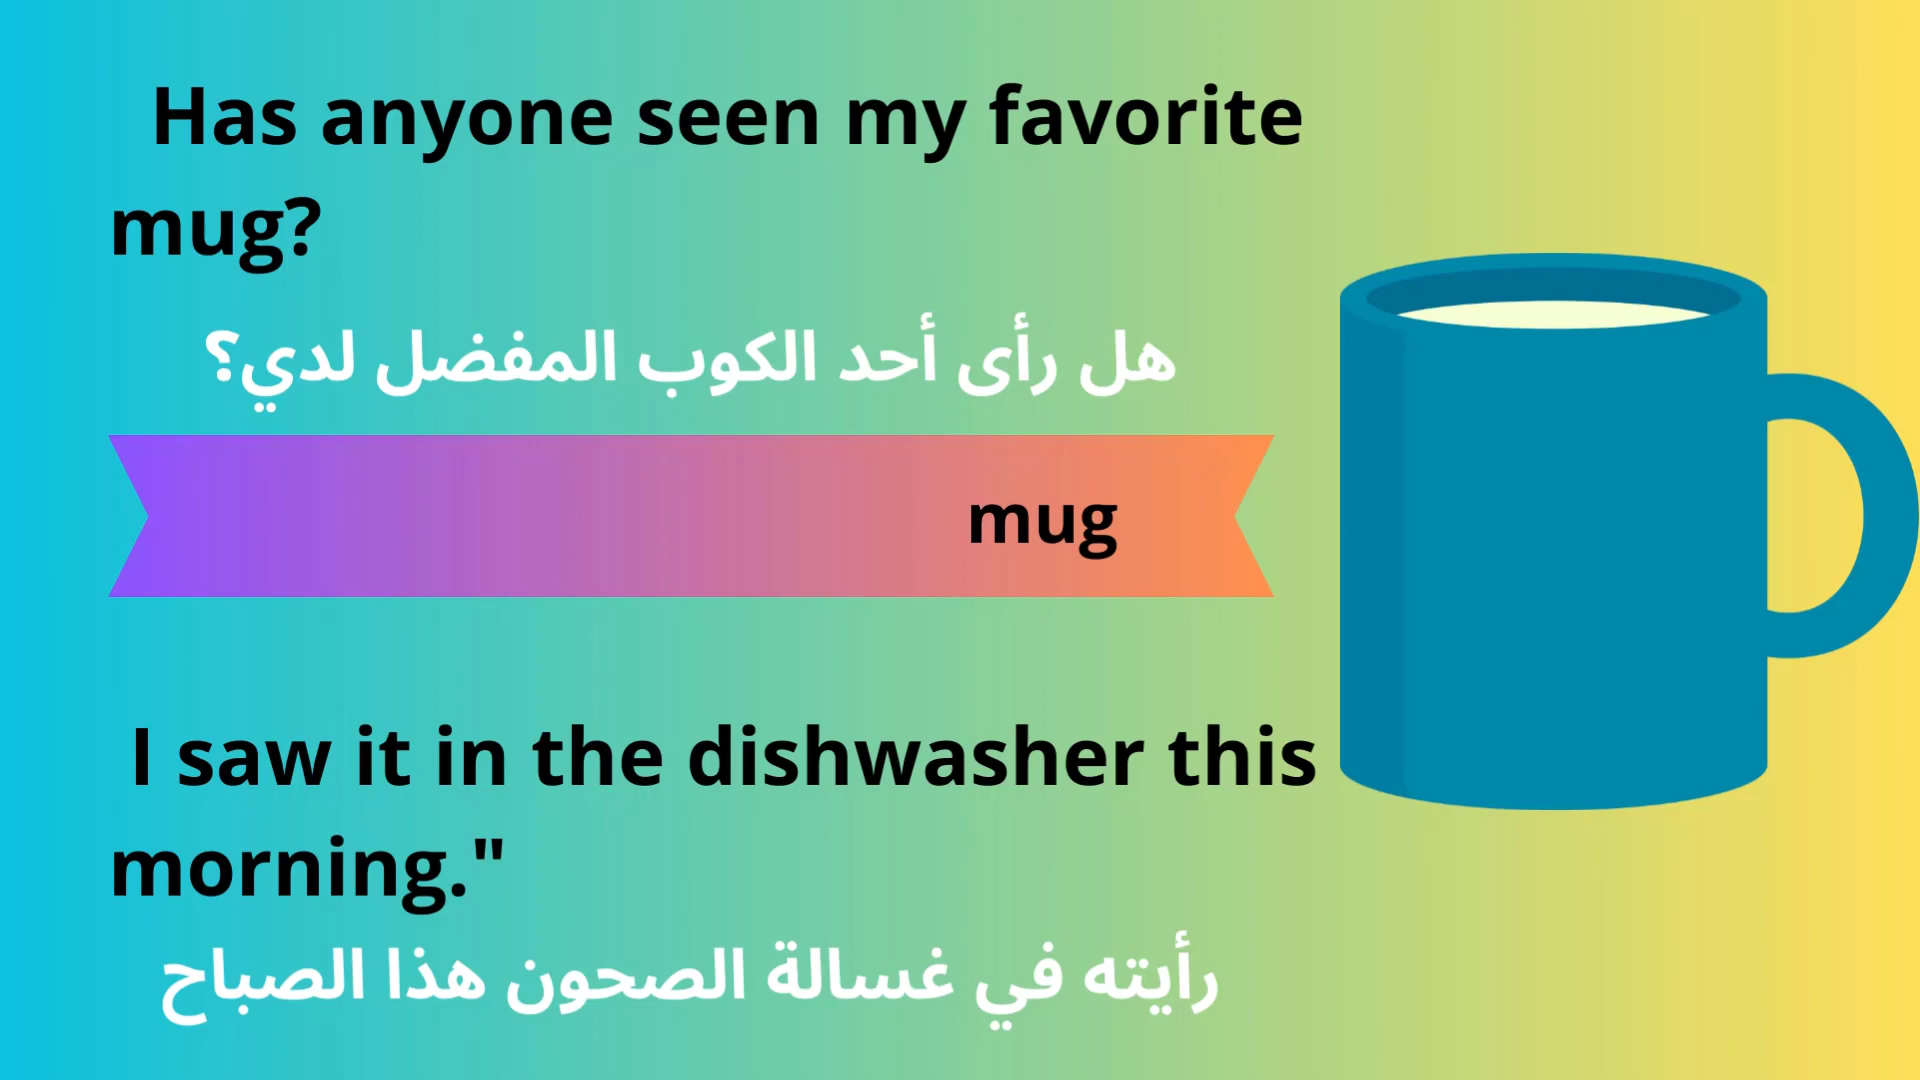 Has anyone seen my favorite
mug?
هل رأى أحد الكوب المفضل لدي؟
mug
I saw it in the dishwasher this
morning."
رأيته في غسالة الصحون هذا الصباح